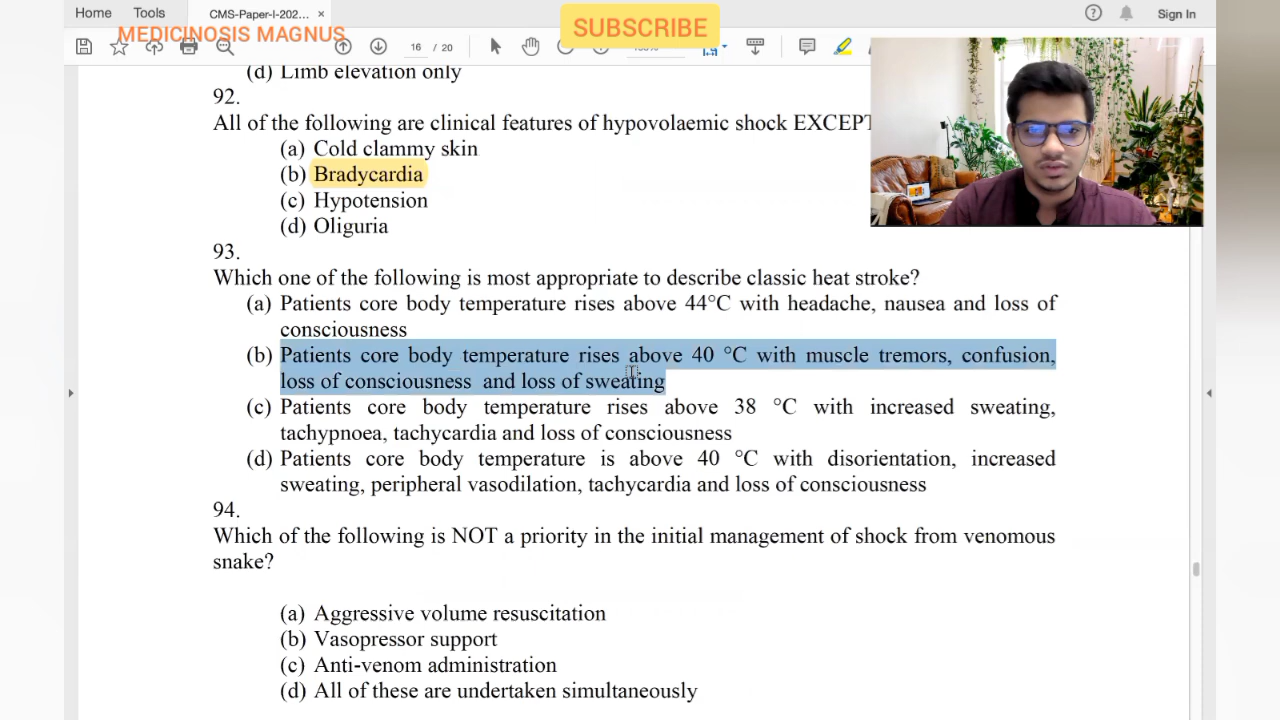 Home Tools CMS-Paper-I-202... × Sign In
MEDICINOSIS MAGNUS
SUBSCRIBE
16 / 20
(d) Limb elevation only
92.
All of the following are clinical features of hypovolaemic shock EXCEPT
(a) Cold clammy skin
(b) Bradycardia
(c) Hypotension
(d) Oliguria
93.
Which one of the following is most appropriate to describe classic heat stroke?
(a) Patients core body temperature rises above 44°C with headache, nausea and loss of
consciousness
(b) Patients core body temperature rises above 40 °C with muscle tremors, confusion,
loss of consciousness and loss of sweating
(c) Patients core body temperature rises above 38 °C with increased sweating,
tachypnoea, tachycardia and loss of consciousness
(d) Patients core body temperature is above 40 °C with disorientation, increased
sweating, peripheral vasodilation, tachycardia and loss of consciousness
94.
Which of the following is NOT a priority in the initial management of shock from venomous
snake?
(a) Aggressive volume resuscitation
(b) Vasopressor support
(c) Anti-venom administration
(d) All of these are undertaken simultaneously